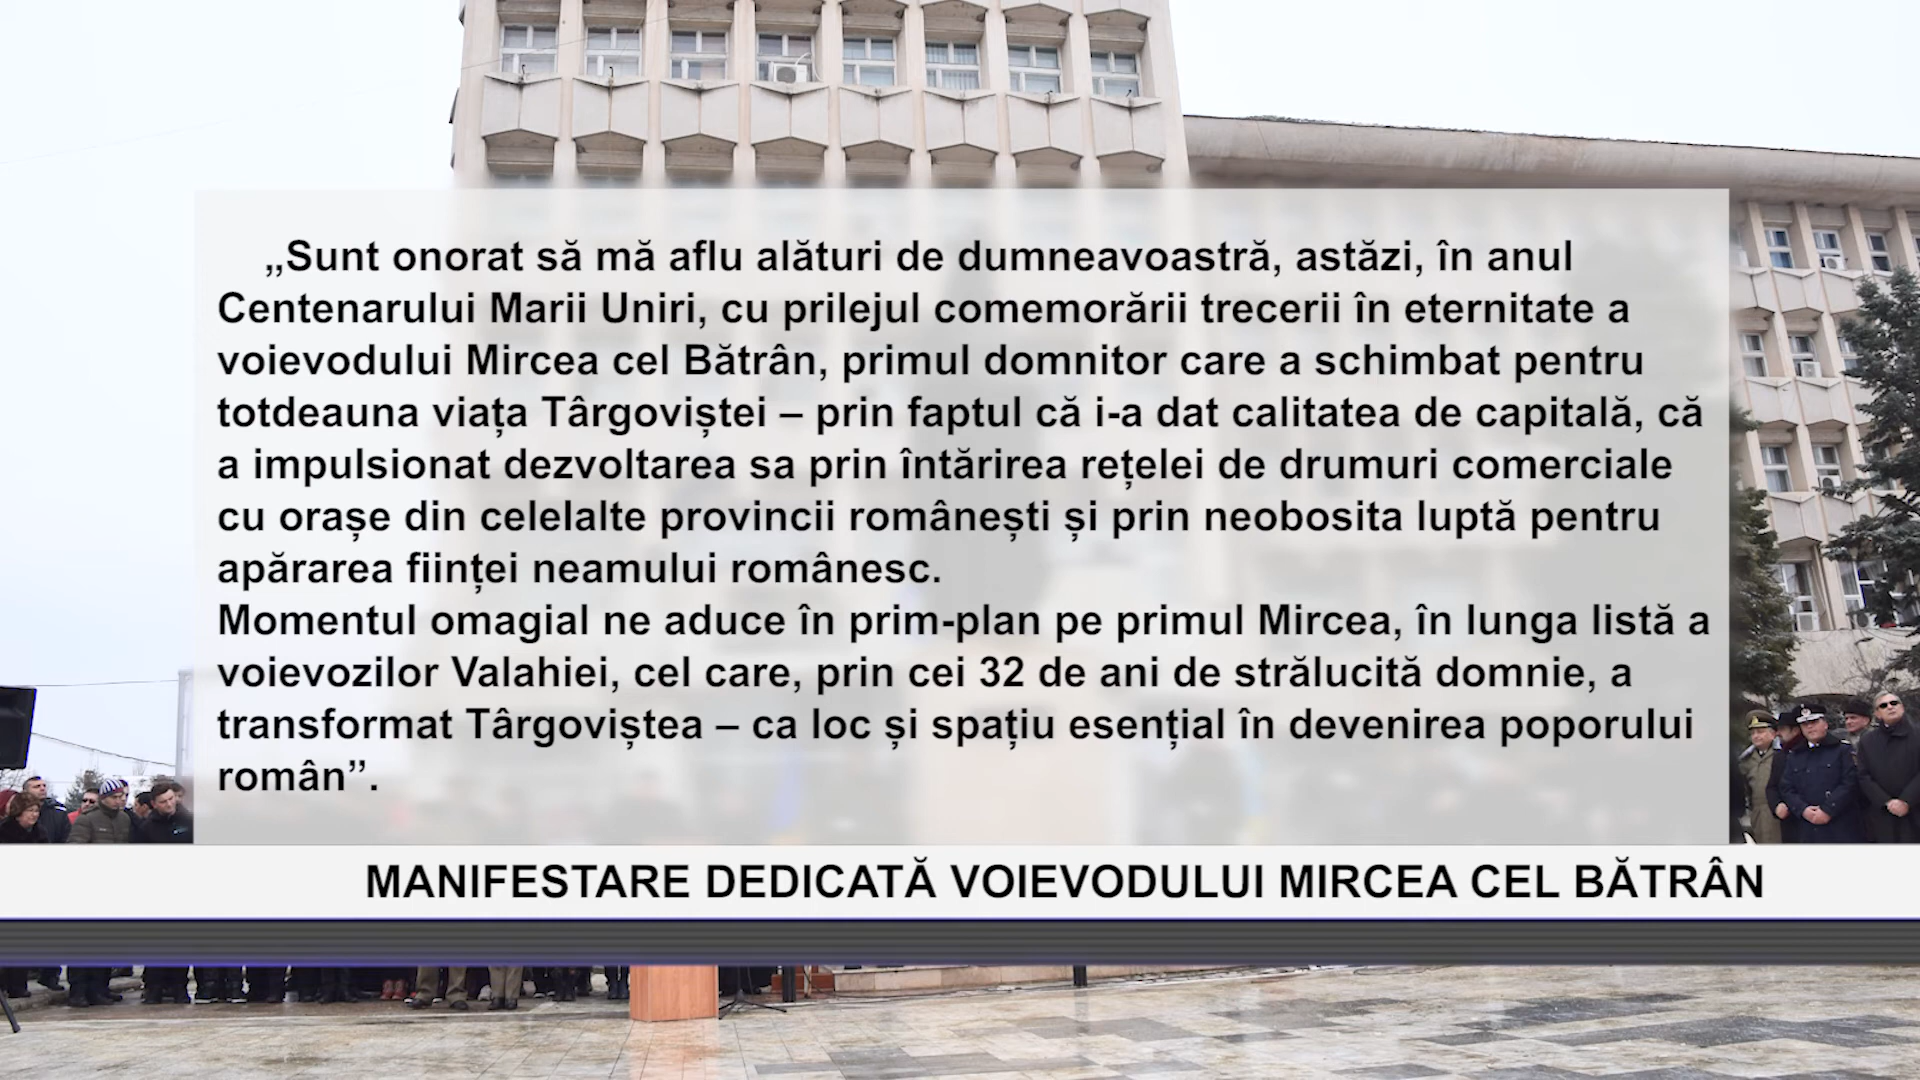 „Sunt onorat să mă aflu alături de dumneavoastră, astăzi, în anul
Centenarului Marii Uniri, cu prilejul comemorării trecerii în eternitate a
voievodului Mircea cel Bătrân, primul domnitor care a schimbat pentru
totdeauna viața Târgoviștei – prin faptul că i-a dat calitatea de capitală, că
a impulsionat dezvoltarea sa prin întărirea rețelei de drumuri comerciale
cu orașe din celelalte provincii românești și prin neobosita luptă pentru
apărarea ființei neamului românesc.
Momentul omagial ne aduce în prim-plan pe primul Mircea, în lunga listă a
voievozilor Valahiei, cel care, prin cei 32 de ani de strălucită domnie, a
transformat Târgoviștea – ca loc și spațiu esențial în devenirea poporului
român”.
MANIFESTARE DEDICATĂ VOIEVODULUI MIRCEA CEL BĂTRÂN